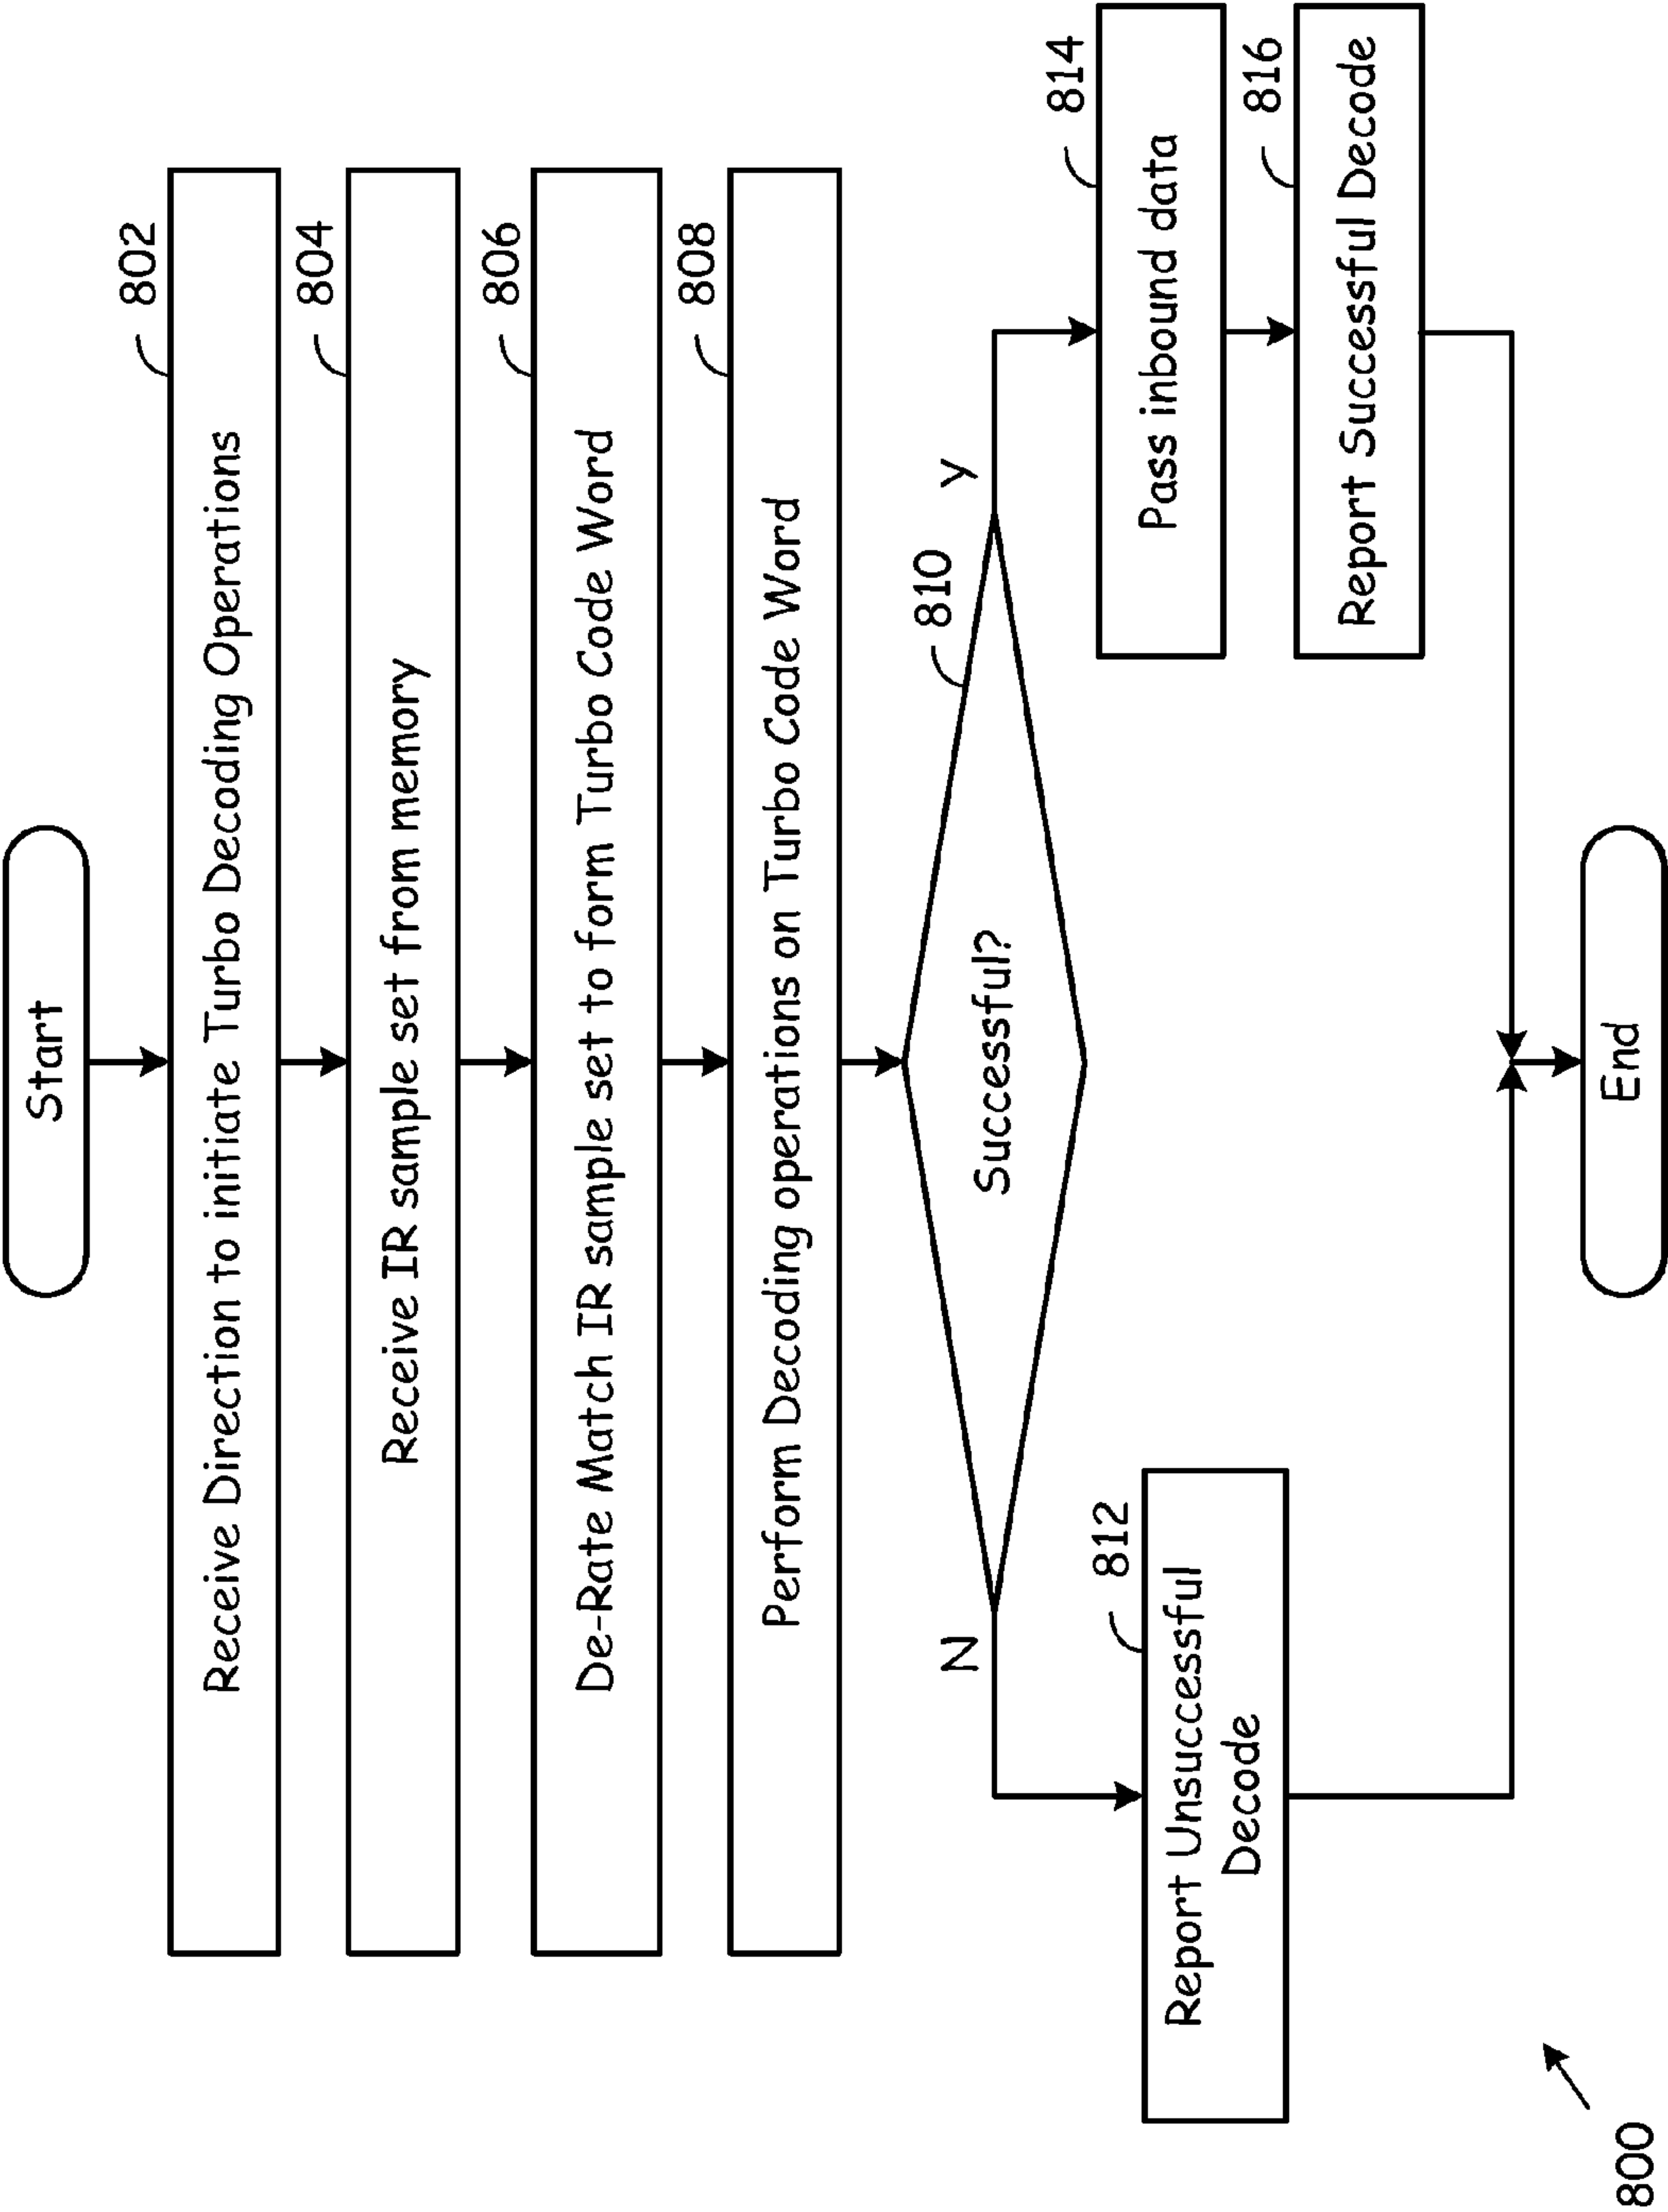 Start
802
Receive Direction to initiate Turbo Decoding Operations
804
Receive IR sample set from memory
806
De-Rate Match IR sample set to form Turbo Code Word
808
Perform Decoding operations on Turbo Code Word
810
Successful?
N
Y
812
Report Unsuccessful
Decode
814
Pass inbound data
816
Report Successful Decode
End
800